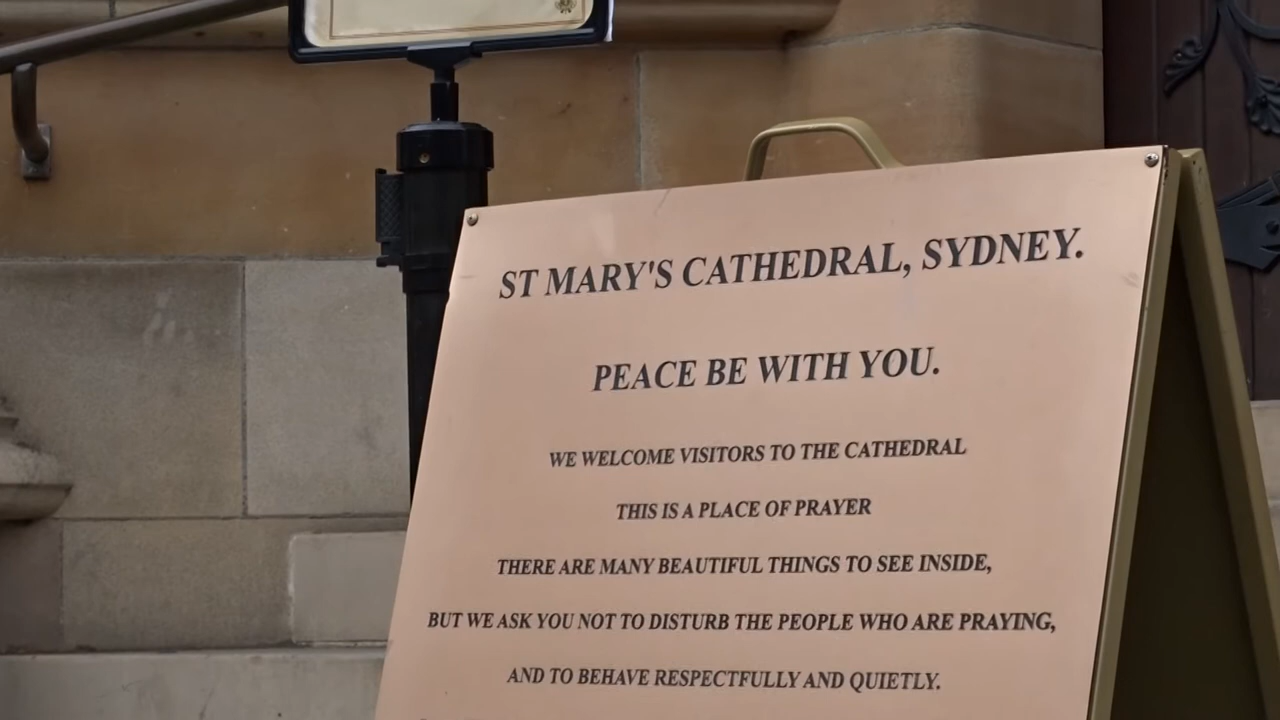 ST MARY'S CATHEDRAL, SYDNEY.
PEACE BE WITH YOU.
WE WELCOME VISITORS TO THE CATHEDRAL
THIS IS A PLACE OF PRAYER
THERE ARE MANY BEAUTIFUL THINGS TO SEE INSIDE,
BUT WE ASK YOU NOT TO DISTURB THE PEOPLE WHO ARE PRAYING,
AND TO BEHAVE RESPECTFULLY AND QUIETLY.